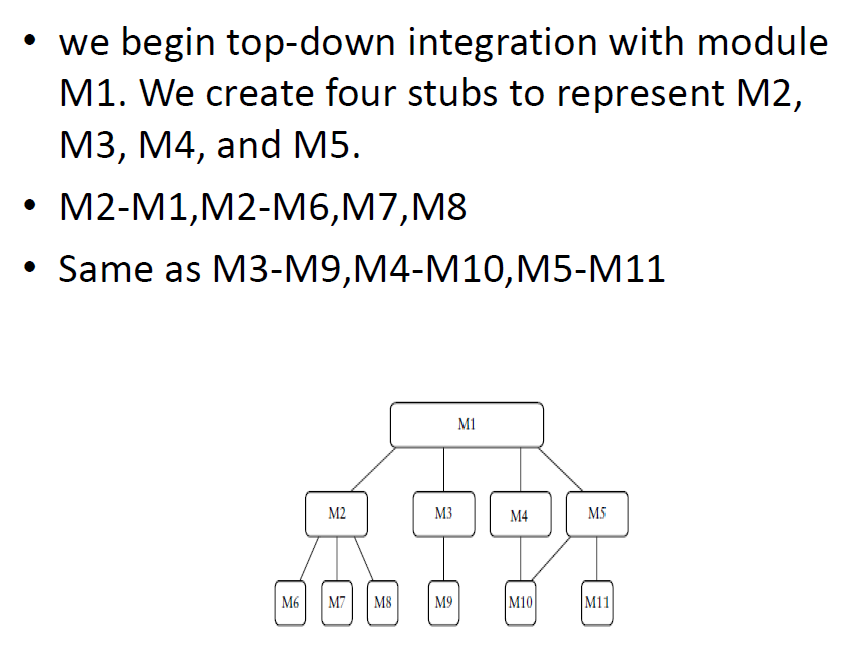 • we begin top-down integration with module
M1. We create four stubs to represent M2,
M3, M4, and M5.
• M2-M1,M2-M6,M7,M8
• Same as M3-M9,M4-M10,M5-M11
M1
M2 M3 M4 M5
M6 M7 M8 M9 M10 M11